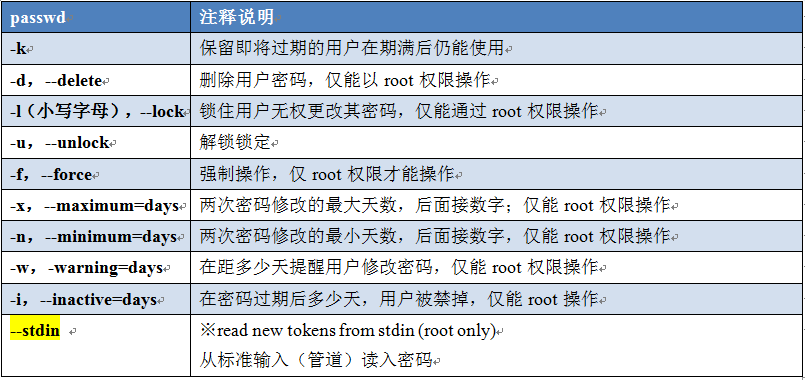 passwd 注释说明
-k 保留即将过期的用户在期满后仍能使用
-d，--delete 删除用户密码，仅能以 root 权限操作
-l（小写字母），--lock 锁住用户无权更改其密码，仅能通过 root 权限操作
-u，--unlock 解锁锁定
-f，--force 强制操作，仅 root 权限才能操作
-x，--maximum=days 两次密码修改的最大天数，后面接数字；仅能 root 权限操作
-n，--minimum=days 两次密码修改的最小天数，后面接数字，仅能 root 权限操作
-w，-warning=days 在距多少天提醒用户修改密码，仅能 root 权限操作
-i，--inactive=days 在密码过期后多少天，用户被禁掉，仅能 root 操作
--stdin ※read new tokens from stdin (root only)
从标准输入（管道）读入密码